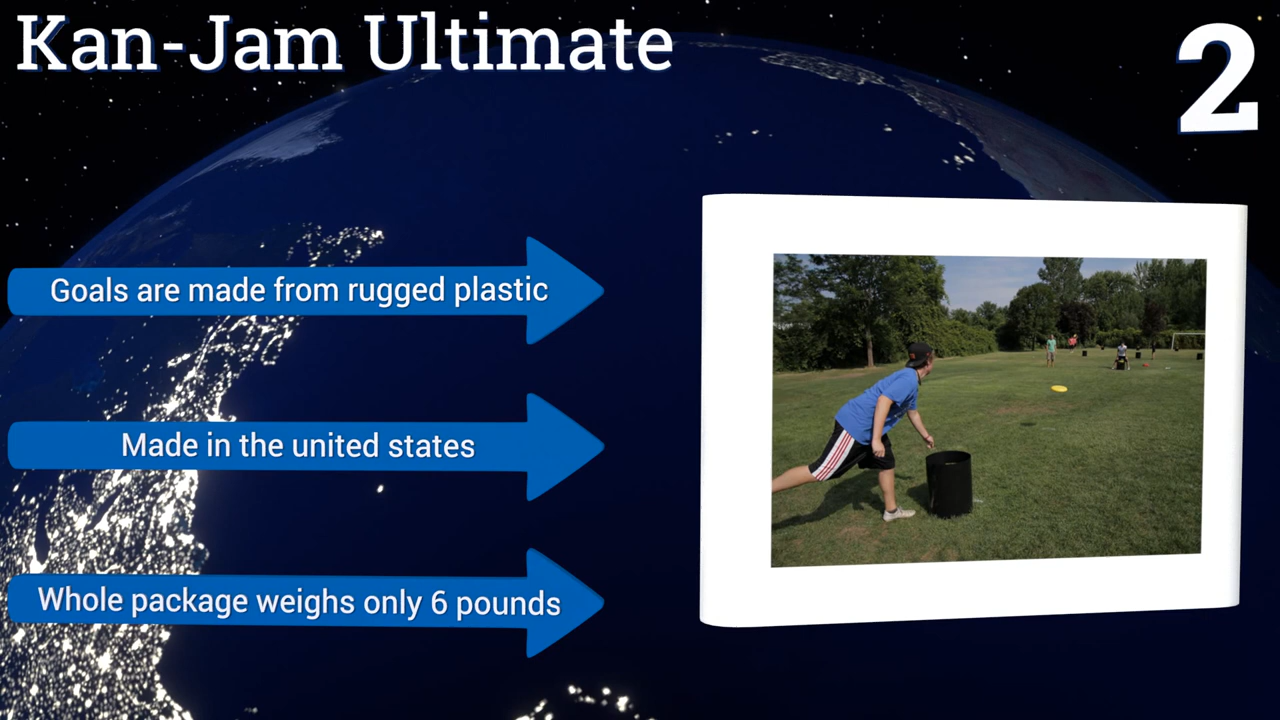 Kan-Jam Ultimate
2
Goals are made from rugged plastic
Made in the united states
Whole package weighs only 6 pounds